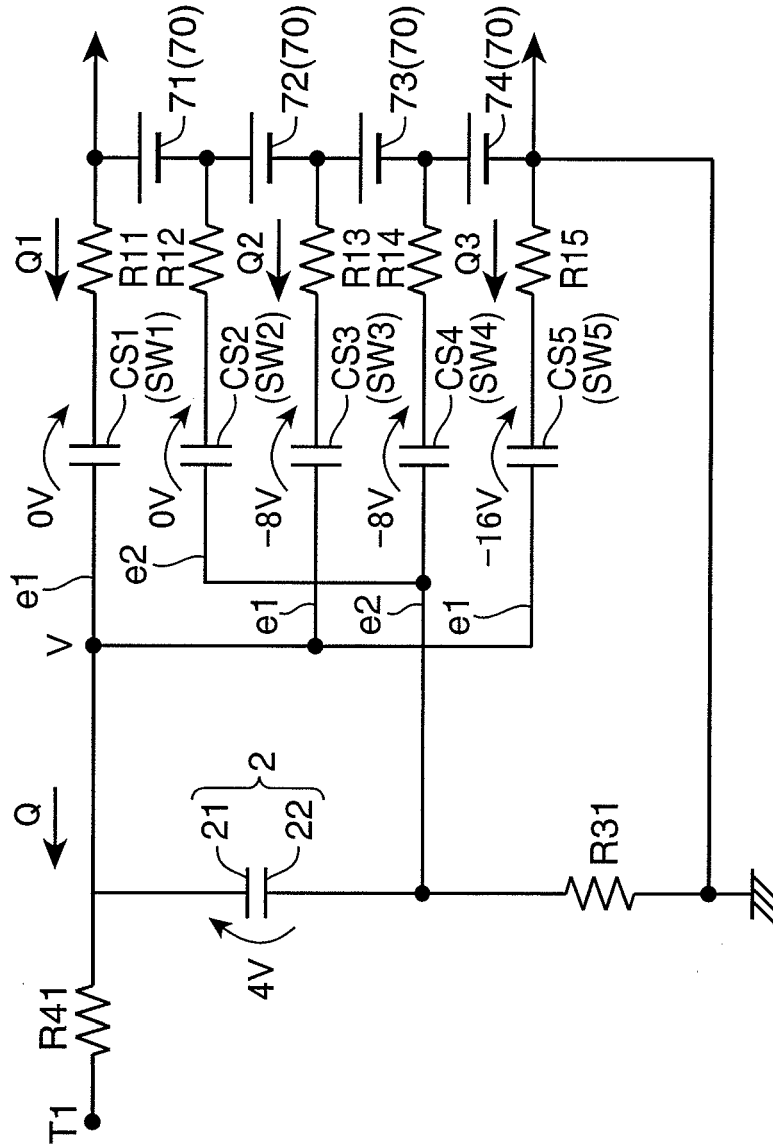 T1
R41
Q
V
e1
0V
CS1
(SW1)
Q1
R11
71(70)
e2
0V
CS2
(SW2)
R12
72(70)
2
21
22
4V
e1
-8V
CS3
(SW3)
Q2
R13
73(70)
e2
-8V
CS4
(SW4)
R14
74(70)
e1
-16V
CS5
(SW5)
Q3
R15
R31